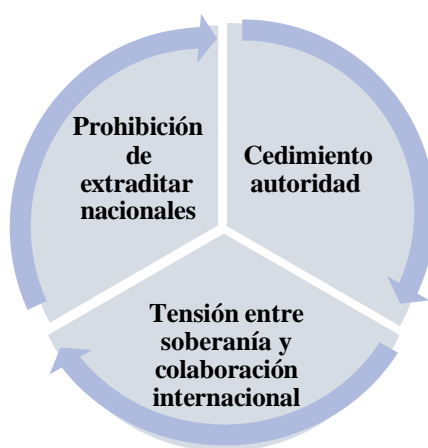 Prohibición
de
extraditar
nacionales
Cedimiento
autoridad
Tensión entre
soberanía y
colaboración
internacional